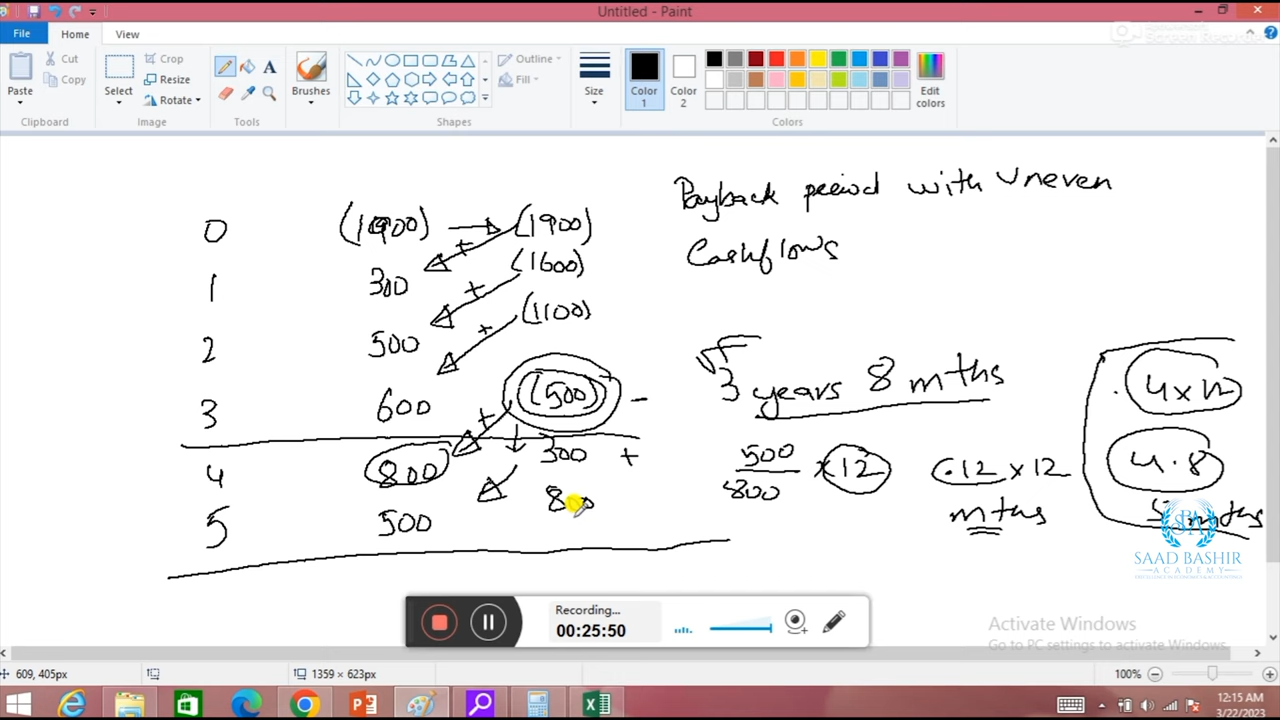 Untitled - Paint
File Home View
Paste
Cut
Copy
Clipboard
Select
Crop
Resize
Rotate
Image
Tools
Brushes
Shapes
Outline
Fill
Size
Color 1
Color 2
Edit colors
Colors
Payback period with Uneven
Cashflows
0 (1900) (1900)
1 300 + (1600)
2 500 + (1100)
3 600 + (500) -
4 800 + 300 +
5 500 800
3 years 8 mths
500
800
×12
.12 × 12
mths
4×12
4.8
5 mths
SAAD BASHIR
ACADEMY
Recording...
00:25:50
Activate Windows
Go to PC settings to activate Windows.
609, 405px
1359 × 623px
100%
12:15 AM
3/22/2023